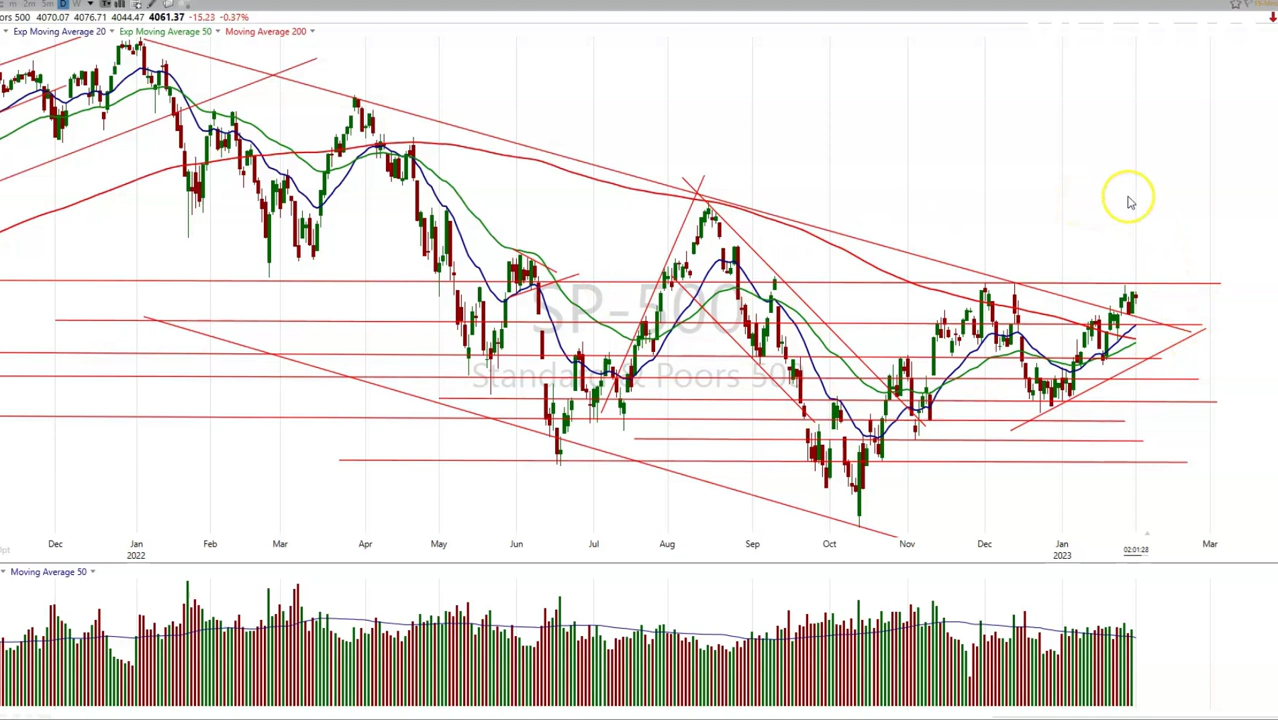 m 2m 5m D W M
ors 500 4070.07 4076.71 4044.47 4061.37 -15.23 -0.37%
Exp Moving Average 20 Exp Moving Average 50 Moving Average 200
SP-500
Standard & Poors 500
Dec Jan Feb Mar Apr May Jun Jul Aug Sep Oct Nov Dec Jan 02:01:28 Mar
2022 2023
Moving Average 50